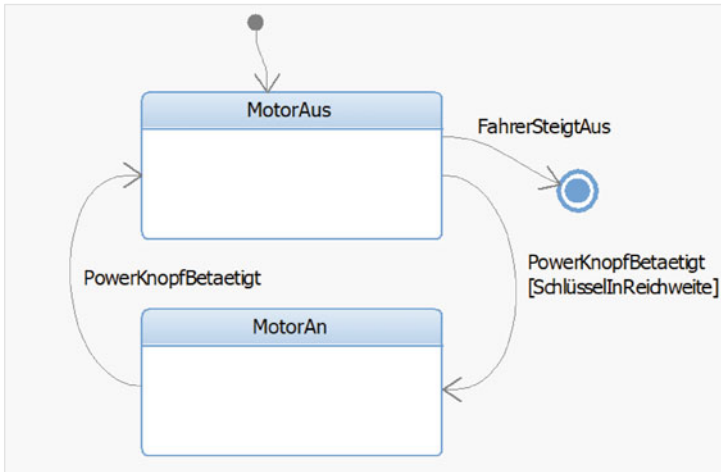 MotorAus
FahrerSteigtAus
PowerKnopfBetaetigt
PowerKnopfBetaetigt
[SchlüsselInReichweite]
MotorAn